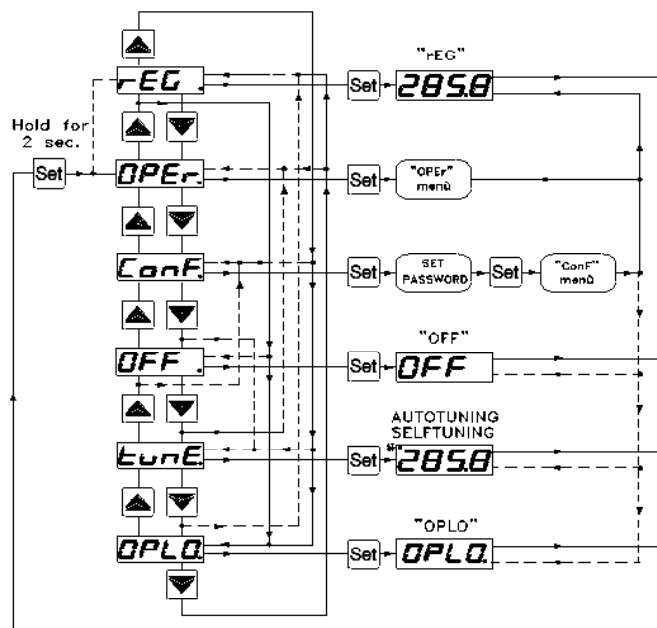 "rEG"
rEG.
Set
285.8
Hold for
2 sec.
Set
OPEr.
Set
"OPEr"
menù
ConF.
Set
SET
PASSWORD
Set
"ConF"
menù
"OFF"
OFF.
Set
OFF
AUTOTUNING
SELFTUNING
tunE.
Set
285.8
"OPLO"
OPLO.
Set
OPLO.